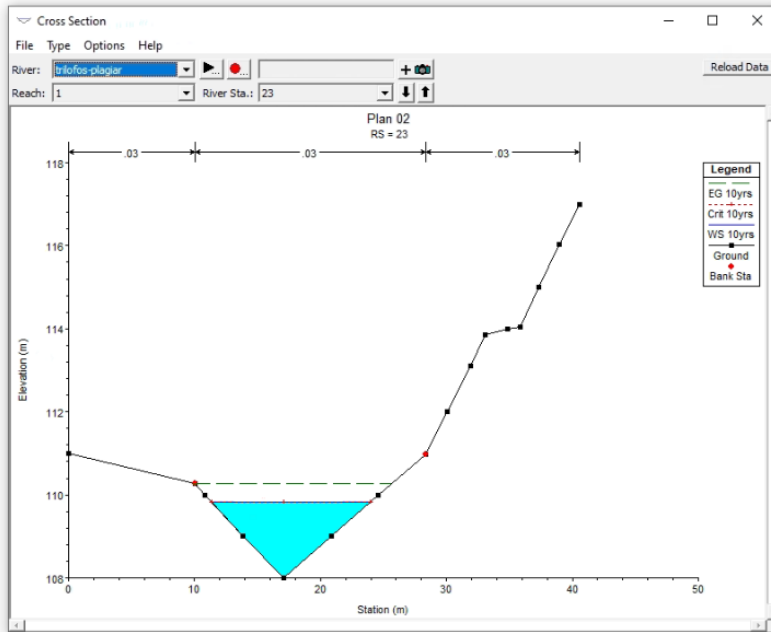 Cross Section
File Type Options Help
River: trilofos-plagiar Reload Data
Reach: 1 River Sta.: 23
Plan 02
RS = 23
.03 .03 .03
Legend
EG 10yrs
Crit 10yrs
WS 10yrs
Ground
Bank Sta
118
116
114
112
110
108
Elevation (m)
0 10 20 30 40 50
Station (m)